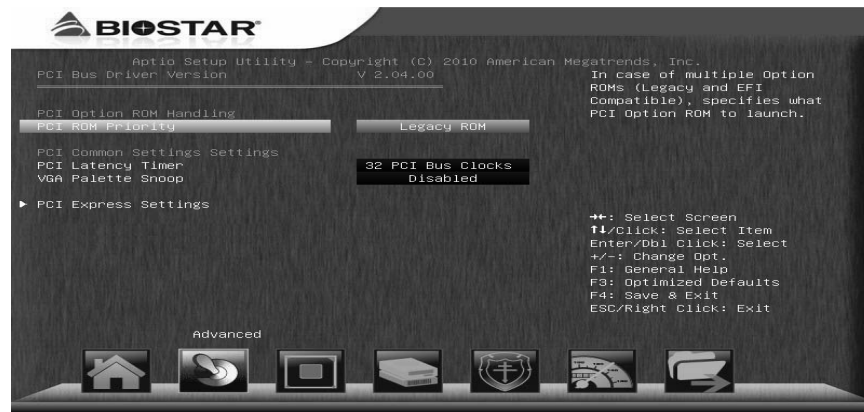 BIOSTAR
Aptio Setup Utility – Copyright (C) 2010 American Megatrends, Inc.
PCI Bus Driver Version V 2.04.00
PCI Option ROM Handling
PCI ROM Priority Legacy ROM
PCI Common Settings Settings
PCI Latency Timer 32 PCI Bus Clocks
VGA Palette Snoop Disabled
PCI Express Settings
In case of multiple Option
ROMs (Legacy and EFI
Compatible), specifies what
PCI Option ROM to launch.
→←: Select Screen
↑↓/Click: Select Item
Enter/Dbl Click: Select
+/-: Change Opt.
F1: General Help
F3: Optimized Defaults
F4: Save & Exit
ESC/Right Click: Exit
Advanced